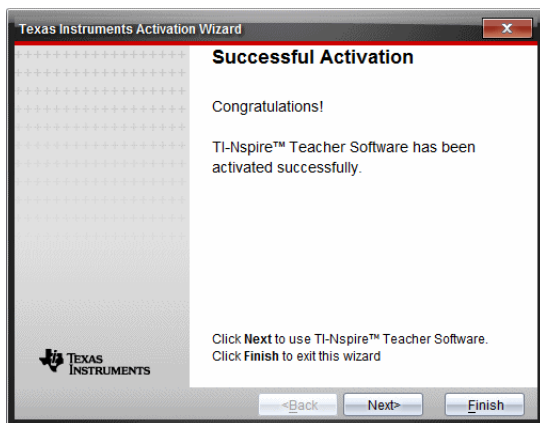 Texas Instruments Activation Wizard
x
Successful Activation
Congratulations!
TI-Nspire™ Teacher Software has been
activated successfully.
Click Next to use TI-Nspire™ Teacher Software.
Click Finish to exit this wizard
TEXAS
INSTRUMENTS
<Back Next> Finish